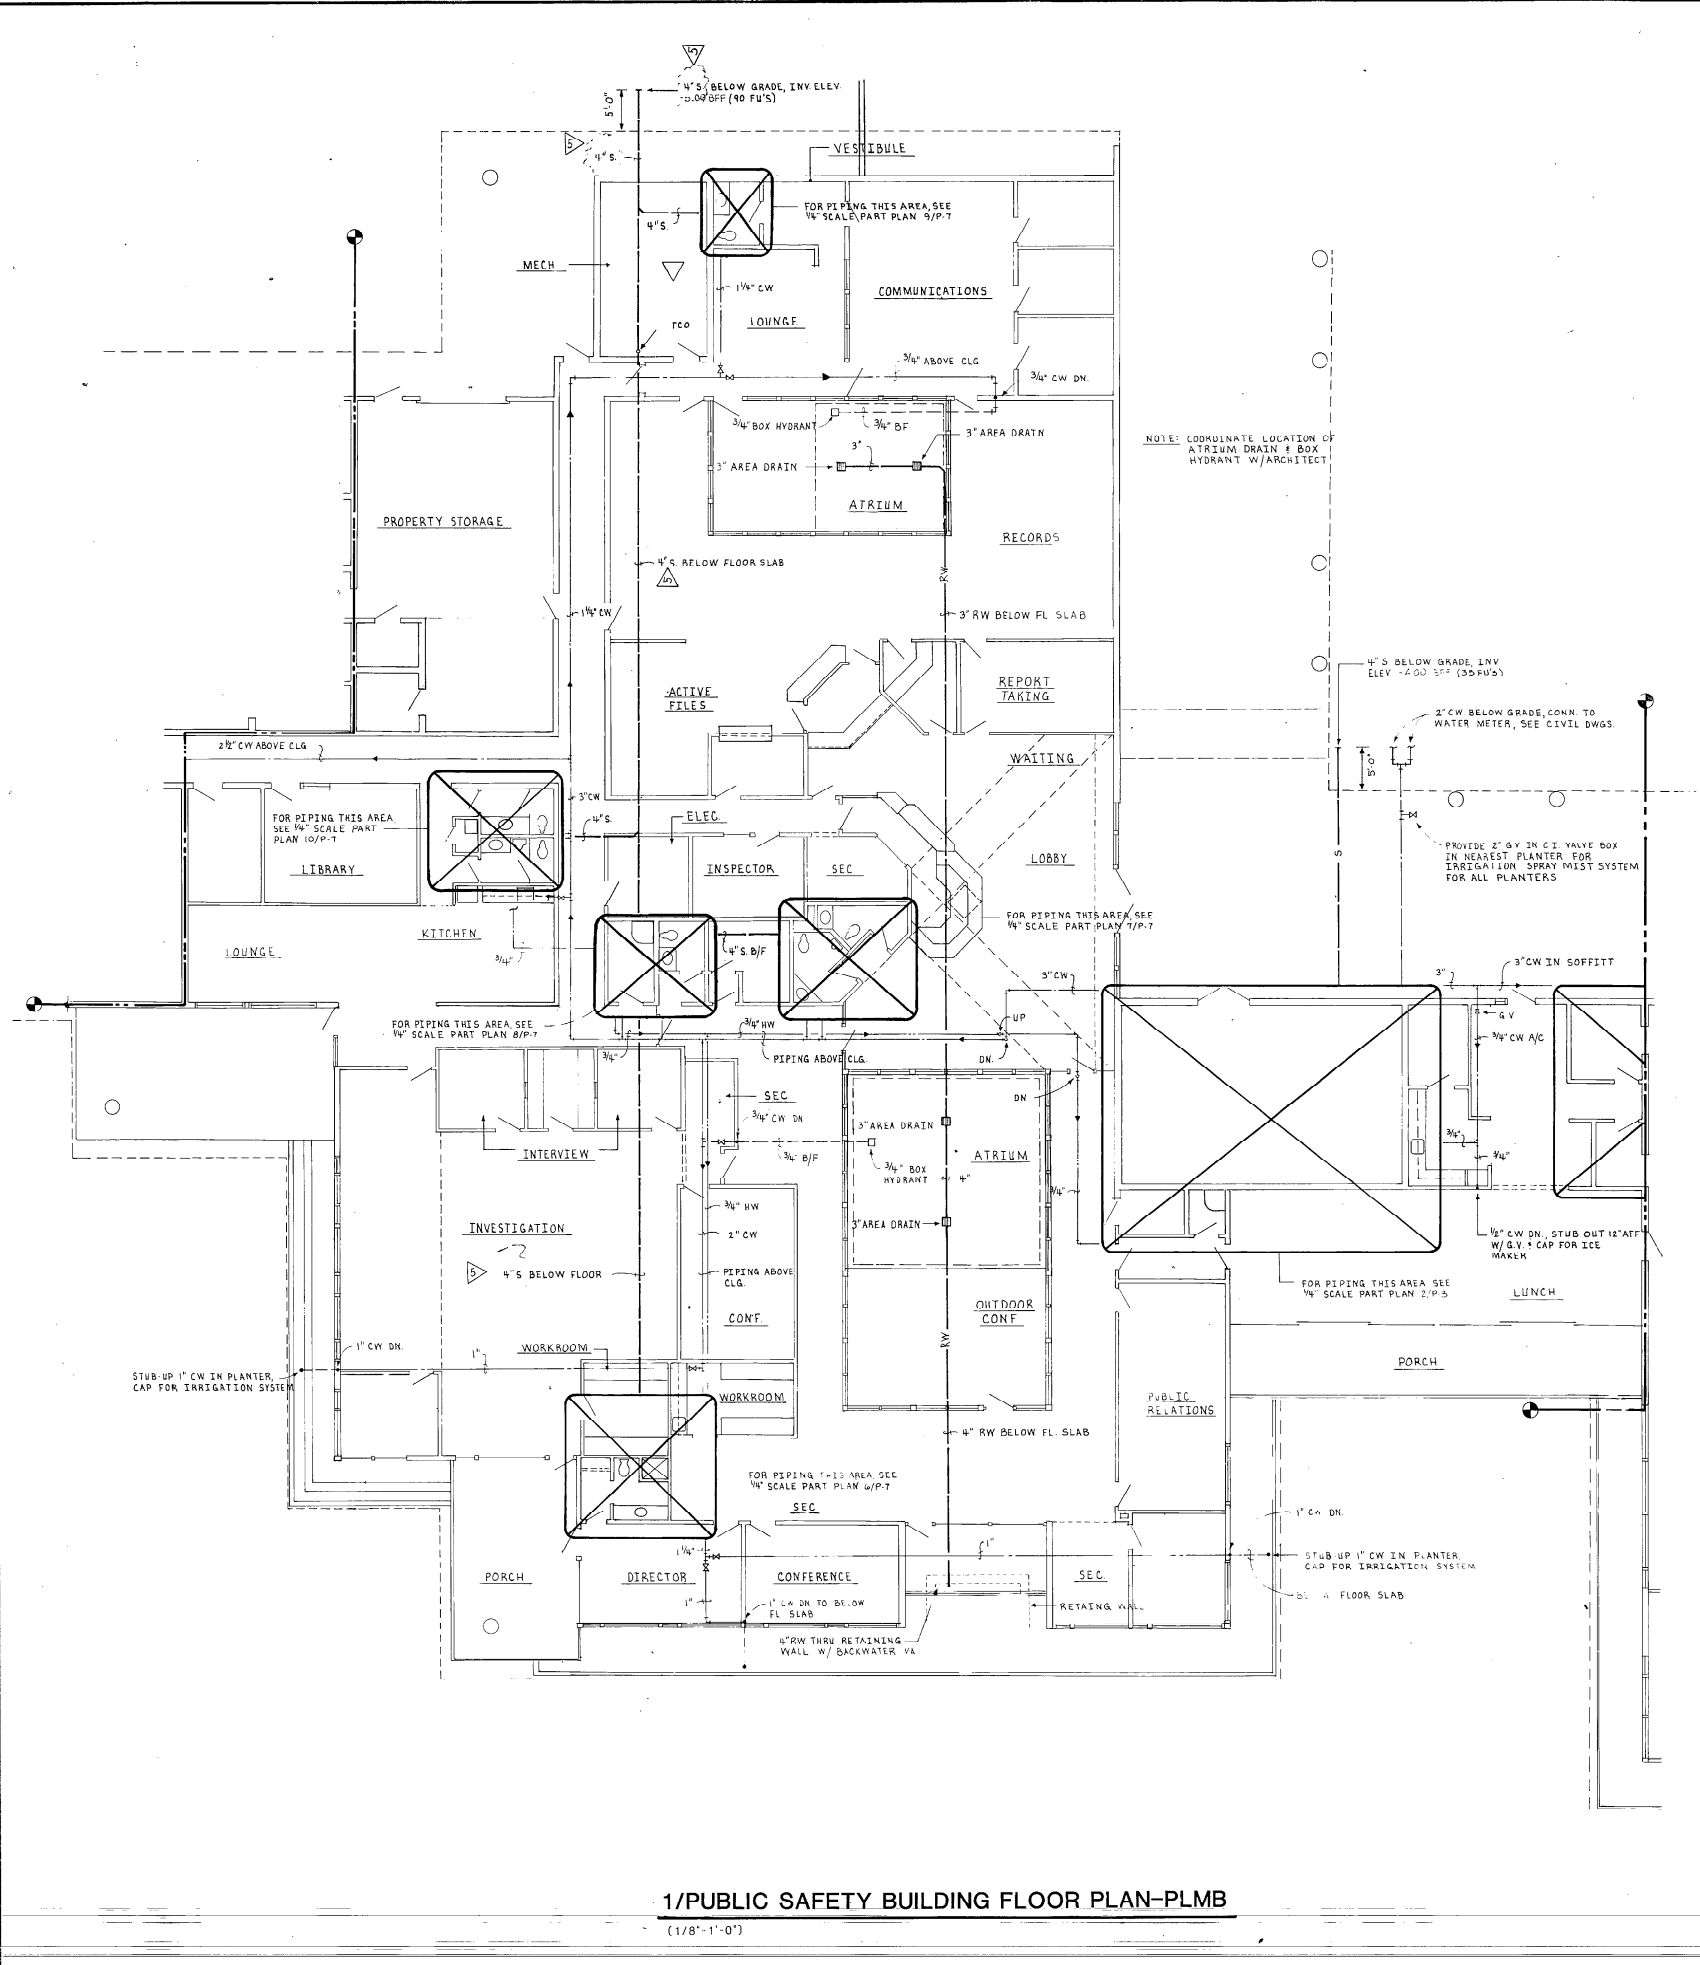 5
4"S BELOW GRADE, INV. ELEV.
BFF (90 FU'S)
5'-0"
5
4"S.
VESTIBULE
FOR PIPING THIS AREA, SEE
1/4" SCALE PART PLAN 9/P-7
4"S.
MECH
1 1/4" CW
COMMUNICATIONS
LOUNGE
FCO
3/4" ABOVE CLG
3/4" CW DN.
3/4" BOX HYDRANT
3/4" BF
3" AREA DRAIN
3"
3" AREA DRAIN
NOTE: COORDINATE LOCATION OF
ATRIUM DRAIN & BOX
HYDRANT W/ARCHITECT
ATRIUM
PROPERTY STORAGE
RECORDS
4"S. BELOW FLOOR SLAB
5
RW
1 1/4" CW
3" RW BELOW FL SLAB
4"S BELOW GRADE, INV
ELEV (35 FU'S)
REPORT
TAKING
ACTIVE
FILES
2" CW BELOW GRADE, CONN. TO
WATER METER, SEE CIVIL DWGS.
2 1/2" CW ABOVE CLG
WAITING
5'-0"
3"CW
FOR PIPING THIS AREA
SEE 1/4" SCALE PART
PLAN 10/P-7
4"S.
ELEC.
S
PROVIDE 2" GV IN C.I. VALVE BOX
IN NEAREST PLANTER FOR
IRRIGATION SPRAY MIST SYSTEM
FOR ALL PLANTERS
LIBRARY
INSPECTOR
SEC
LOBBY
FOR PIPING THIS AREA, SEE
1/4" SCALE PART PLAN 7/P-7
KITCHEN
LOUNGE
3/4"
4"S. B/F
3"CW
3"
3"CW IN SOFFITT
FOR PIPING THIS AREA, SEE
1/4" SCALE PART PLAN 8/P-7
3/4" HW
UP
GV
3/4"
PIPING ABOVE CLG.
DN.
3/4" CW A/C
SEC
DN
3/4" CW DN
3" AREA DRAIN
3/4"
INTERVIEW
3/4" B/F
ATRIUM
3/4"
3/4" BOX
HYDRANT
4"
3/4"
3/4" HW
INVESTIGATION
3" AREA DRAIN
2" CW
1/2" CW DN., STUB OUT 12" AFF
W/ G.V. & CAP FOR ICE
MAKER
5
4"S BELOW FLOOR
PIPING ABOVE
CLG.
FOR PIPING THIS AREA SEE
1/4" SCALE PART PLAN 2/P-3
LUNCH
OUTDOOR
CONF
CONF.
RW
1" CW DN.
1"
WORKROOM
PORCH
STUB-UP 1" CW IN PLANTER,
CAP FOR IRRIGATION SYSTEM
WORKROOM
PUBLIC
RELATIONS
4" RW BELOW FL. SLAB
FOR PIPING THIS AREA, SEE
1/4" SCALE PART PLAN 6/P-7
SEC
1" CW DN.
1 1/4"
1"
STUB-UP 1" CW IN PLANTER,
CAP FOR IRRIGATION SYSTEM
PORCH
DIRECTOR
CONFERENCE
SEC.
FLOOR SLAB
1"
1" CW DN TO BELOW
FL SLAB
RETAING WALL
4" RW THRU RETAINING
WALL W/ BACKWATER VA
1/PUBLIC SAFETY BUILDING FLOOR PLAN-PLMB
(1/8"-1'-0")